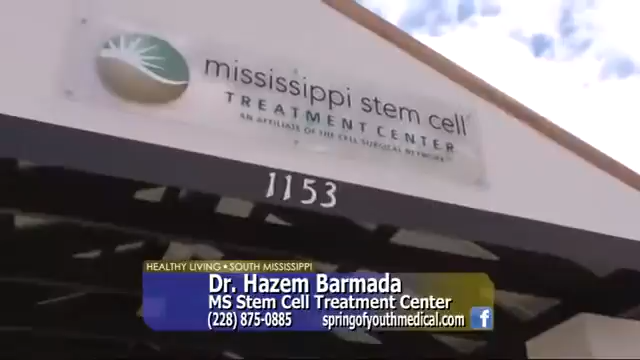 mississippi stem cell
TREATMENT CENTER
AN AFFILIATE OF THE CELL SURGICAL NETWORK
1153
HEALTHY LIVING★SOUTH MISSISSIPPI
Dr. Hazem Barmada
MS Stem Cell Treatment Center
(228) 875-0885 springofyouthmedical.com f